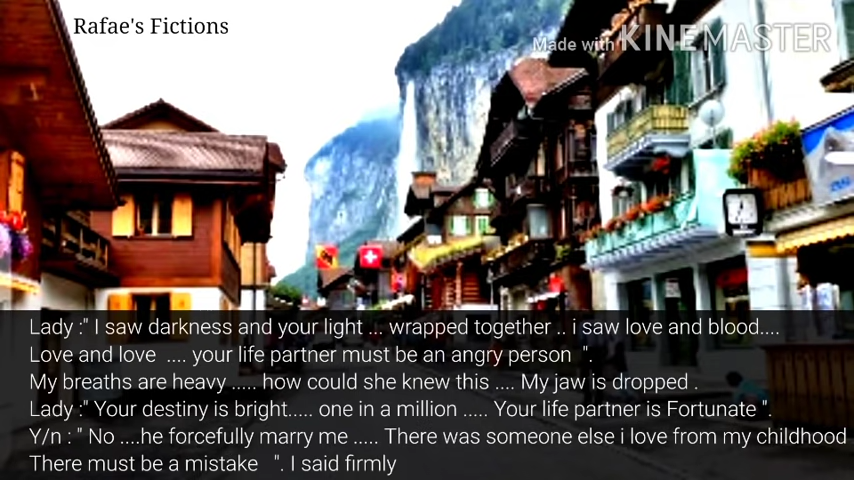 Rafae's Fictions
Made with KINEMASTER
Lady :" I saw darkness and your light ... wrapped together .. i saw love and blood....
Love and love .... your life partner must be an angry person ".
My breaths are heavy ..... how could she knew this .... My jaw is dropped .
Lady :" Your destiny is bright..... one in a million ..... Your life partner is Fortunate ".
Y/n : " No ....he forcefully marry me ..... There was someone else i love from my childhood
There must be a mistake ". I said firmly